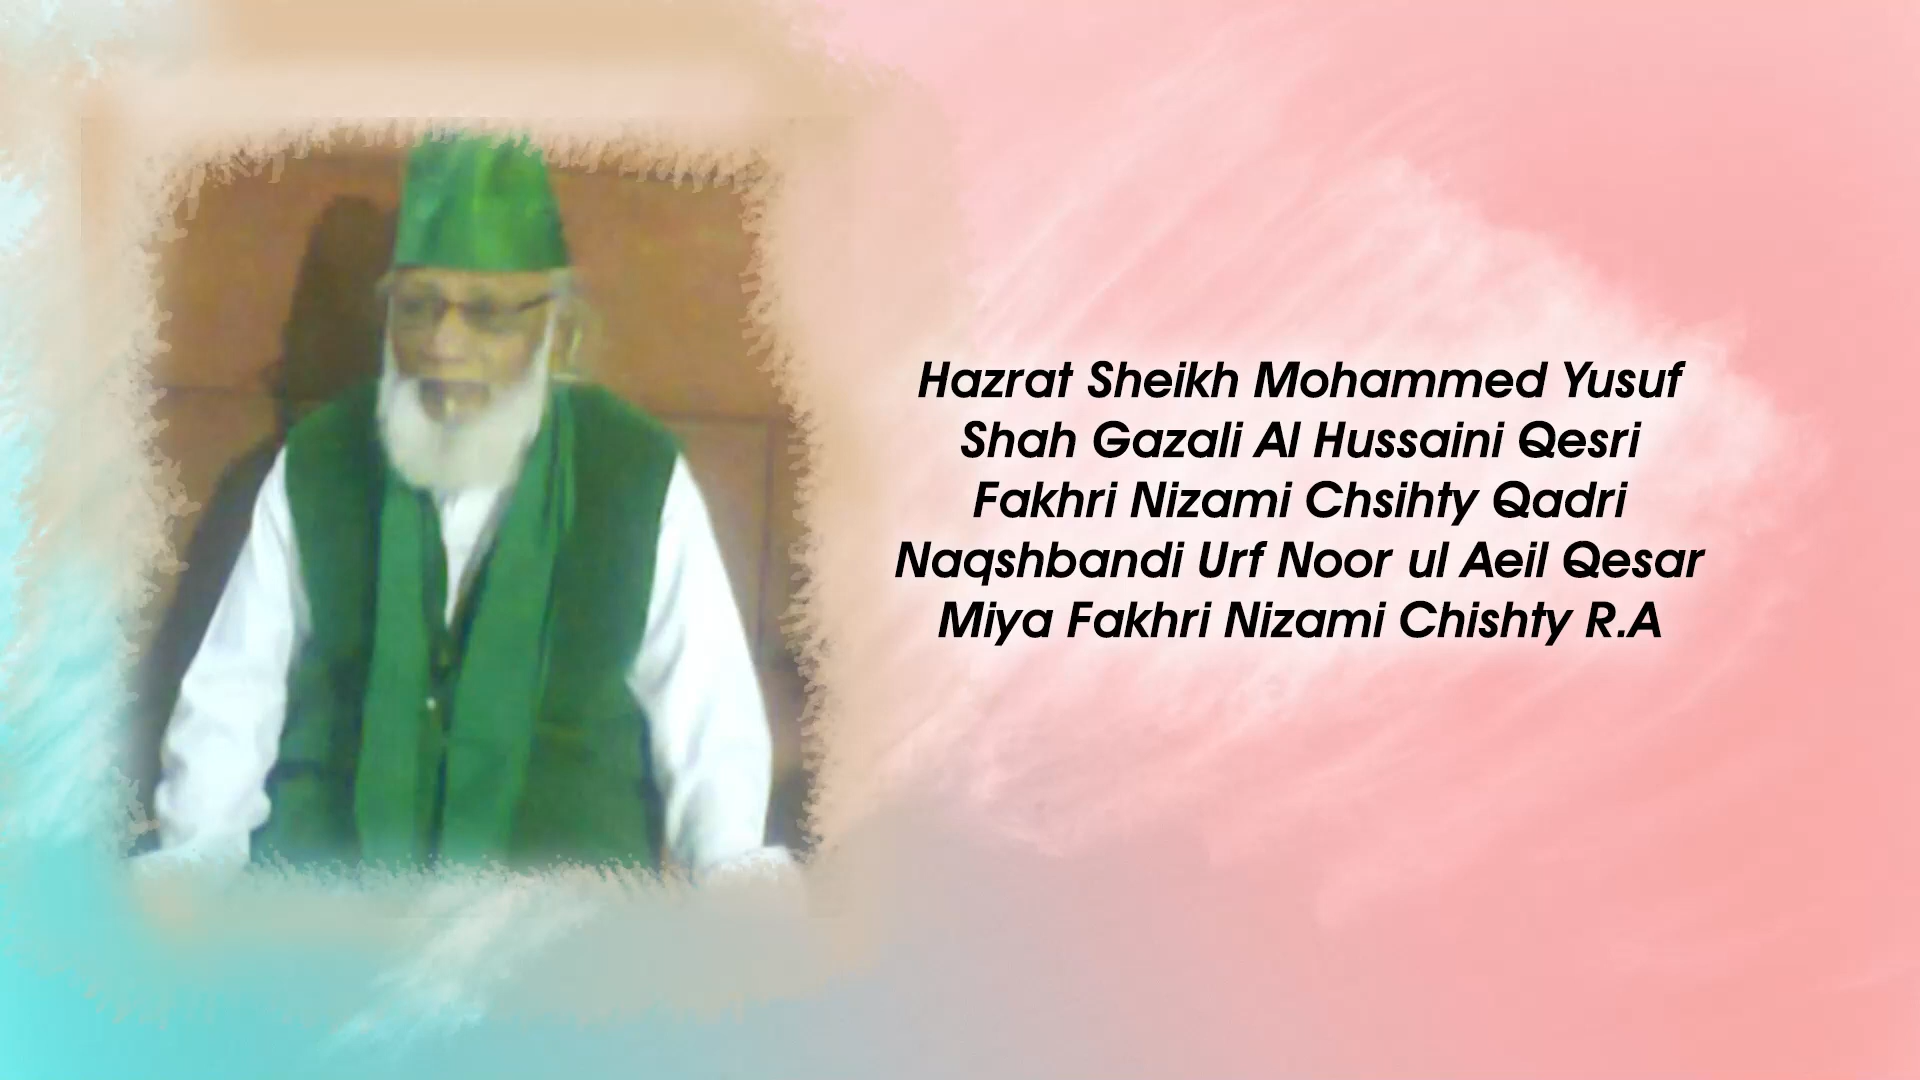 Hazrat Sheikh Mohammed Yusuf
Shah Gazali Al Hussaini Qesri
Fakhri Nizami Chsihty Qadri
Naqshbandi Urf Noor ul Aeil Qesar
Miya Fakhri Nizami Chishty R.A